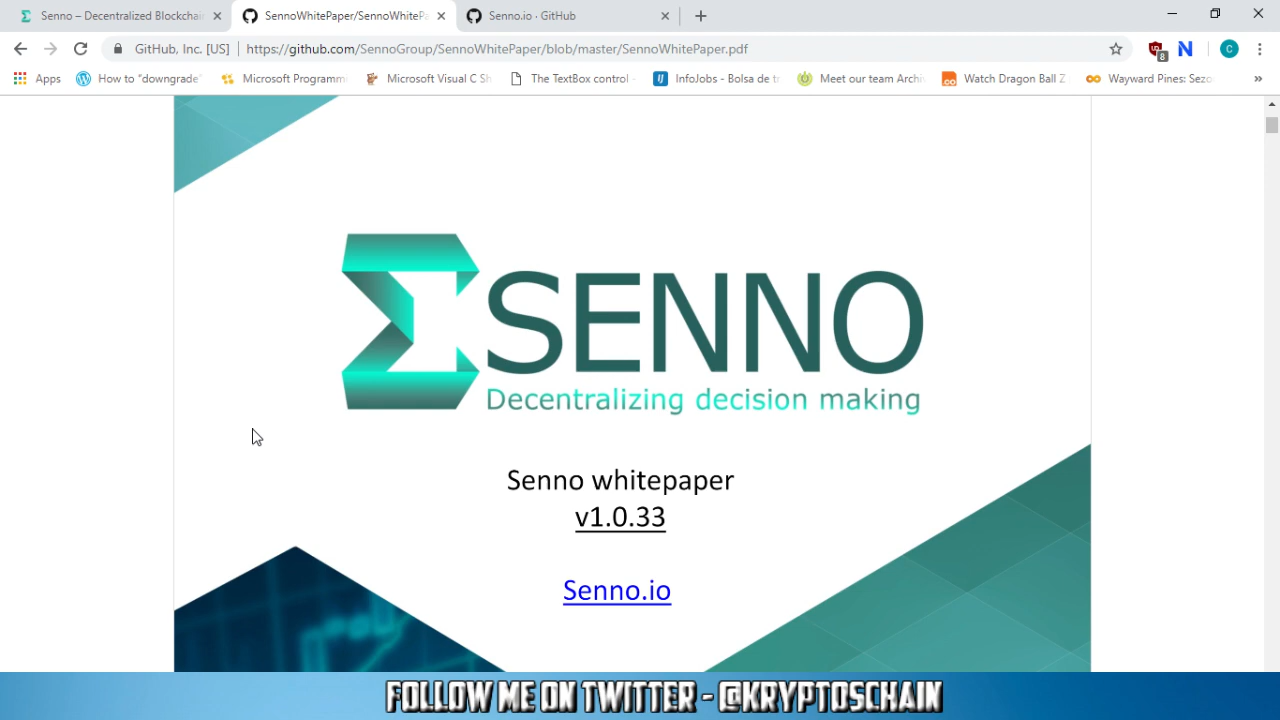 Senno – Decentralized Blockchain
SennoWhitePaper/SennoWhiteP
Senno.io · GitHub
GitHub, Inc. [US] | https://github.com/SennoGroup/SennoWhitePaper/blob/master/SennoWhitePaper.pdf
8
N
C
Apps
How to “downgrade”
Microsoft Programm
Microsoft Visual C Sh
The TextBox control -
InfoJobs - Bolsa de tr
Meet our team Archi
Watch Dragon Ball Z
Wayward Pines: Sezo
»
SENNO
Decentralizing decision making
Senno whitepaper
v1.0.33
Senno.io
FOLLOW ME ON TWITTER - @KRYPTOSCHAIN